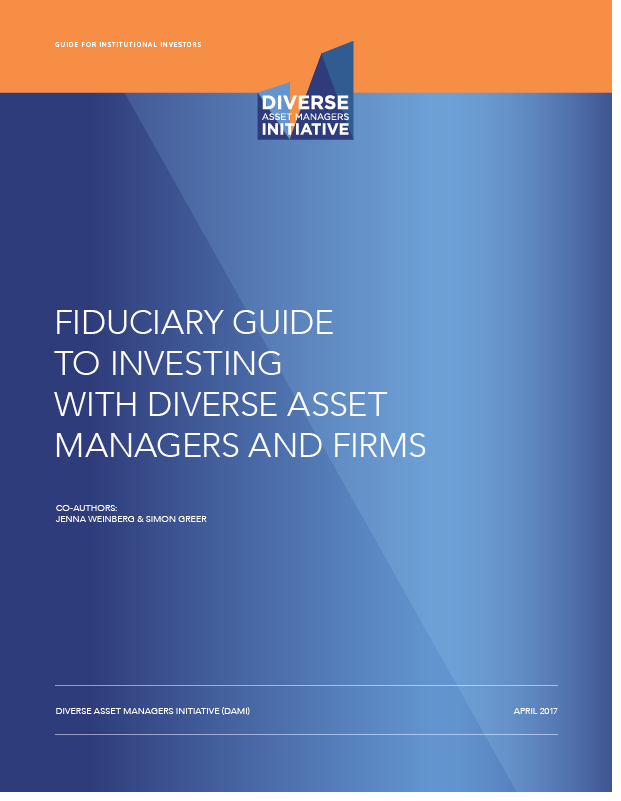 GUIDE FOR INSTITUTIONAL INVESTORS
DIVERSE
ASSET MANAGERS
INITIATIVE
FIDUCIARY GUIDE
TO INVESTING
WITH DIVERSE ASSET
MANAGERS AND FIRMS
CO-AUTHORS:
JENNA WEINBERG & SIMON GREER
DIVERSE ASSET MANAGERS INITIATIVE (DAMI)
APRIL 2017